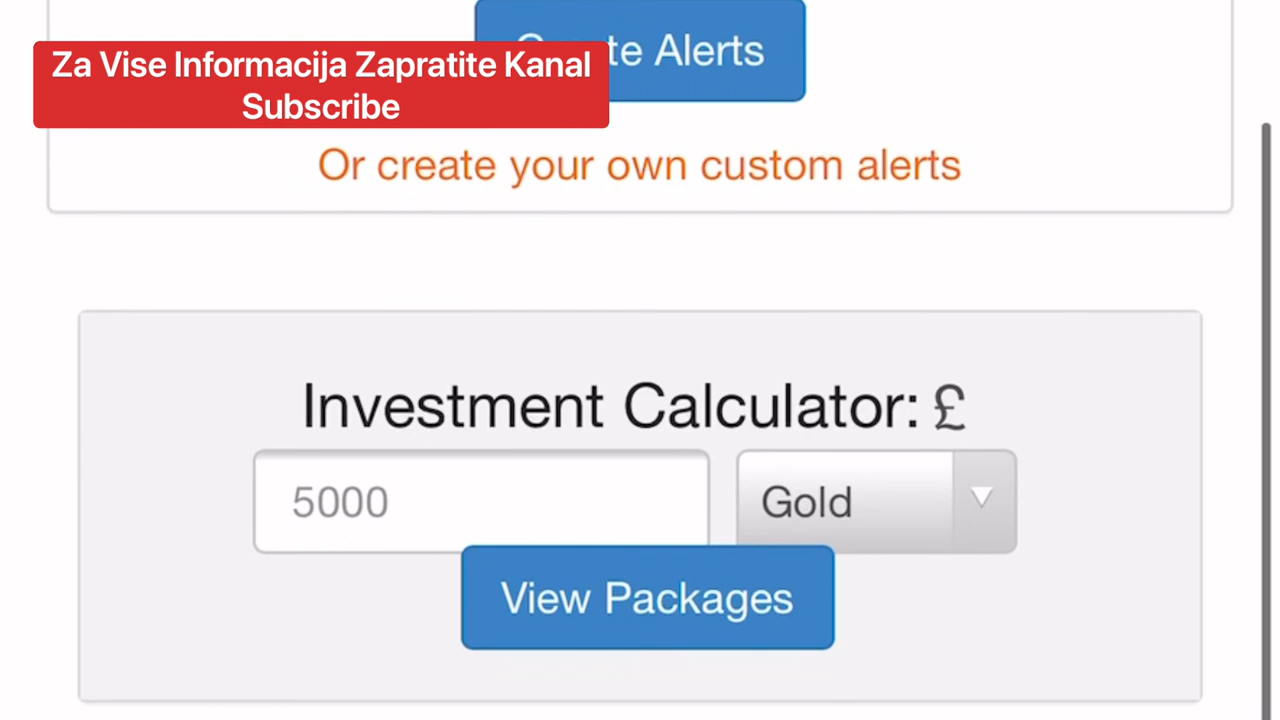 Za Vise Informacija Zapratite Kanal
Subscribe
Alerts
Or create your own custom alerts
Investment Calculator: £
5000
Gold
View Packages